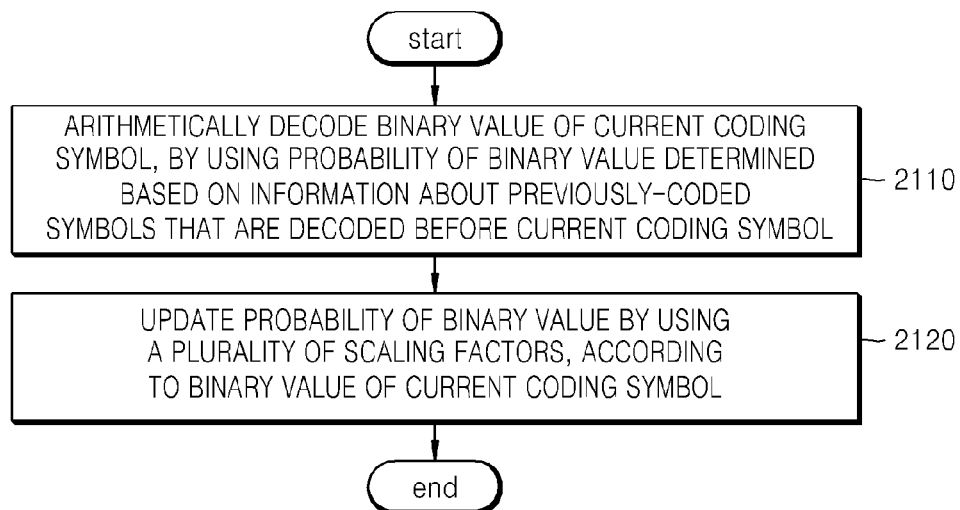 start
ARITHMETICALLY DECODE BINARY VALUE OF CURRENT CODING
SYMBOL, BY USING PROBABILITY OF BINARY VALUE DETERMINED
BASED ON INFORMATION ABOUT PREVIOUSLY-CODED
SYMBOLS THAT ARE DECODED BEFORE CURRENT CODING SYMBOL
2110
UPDATE PROBABILITY OF BINARY VALUE BY USING
A PLURALITY OF SCALING FACTORS, ACCORDING
TO BINARY VALUE OF CURRENT CODING SYMBOL
2120
end